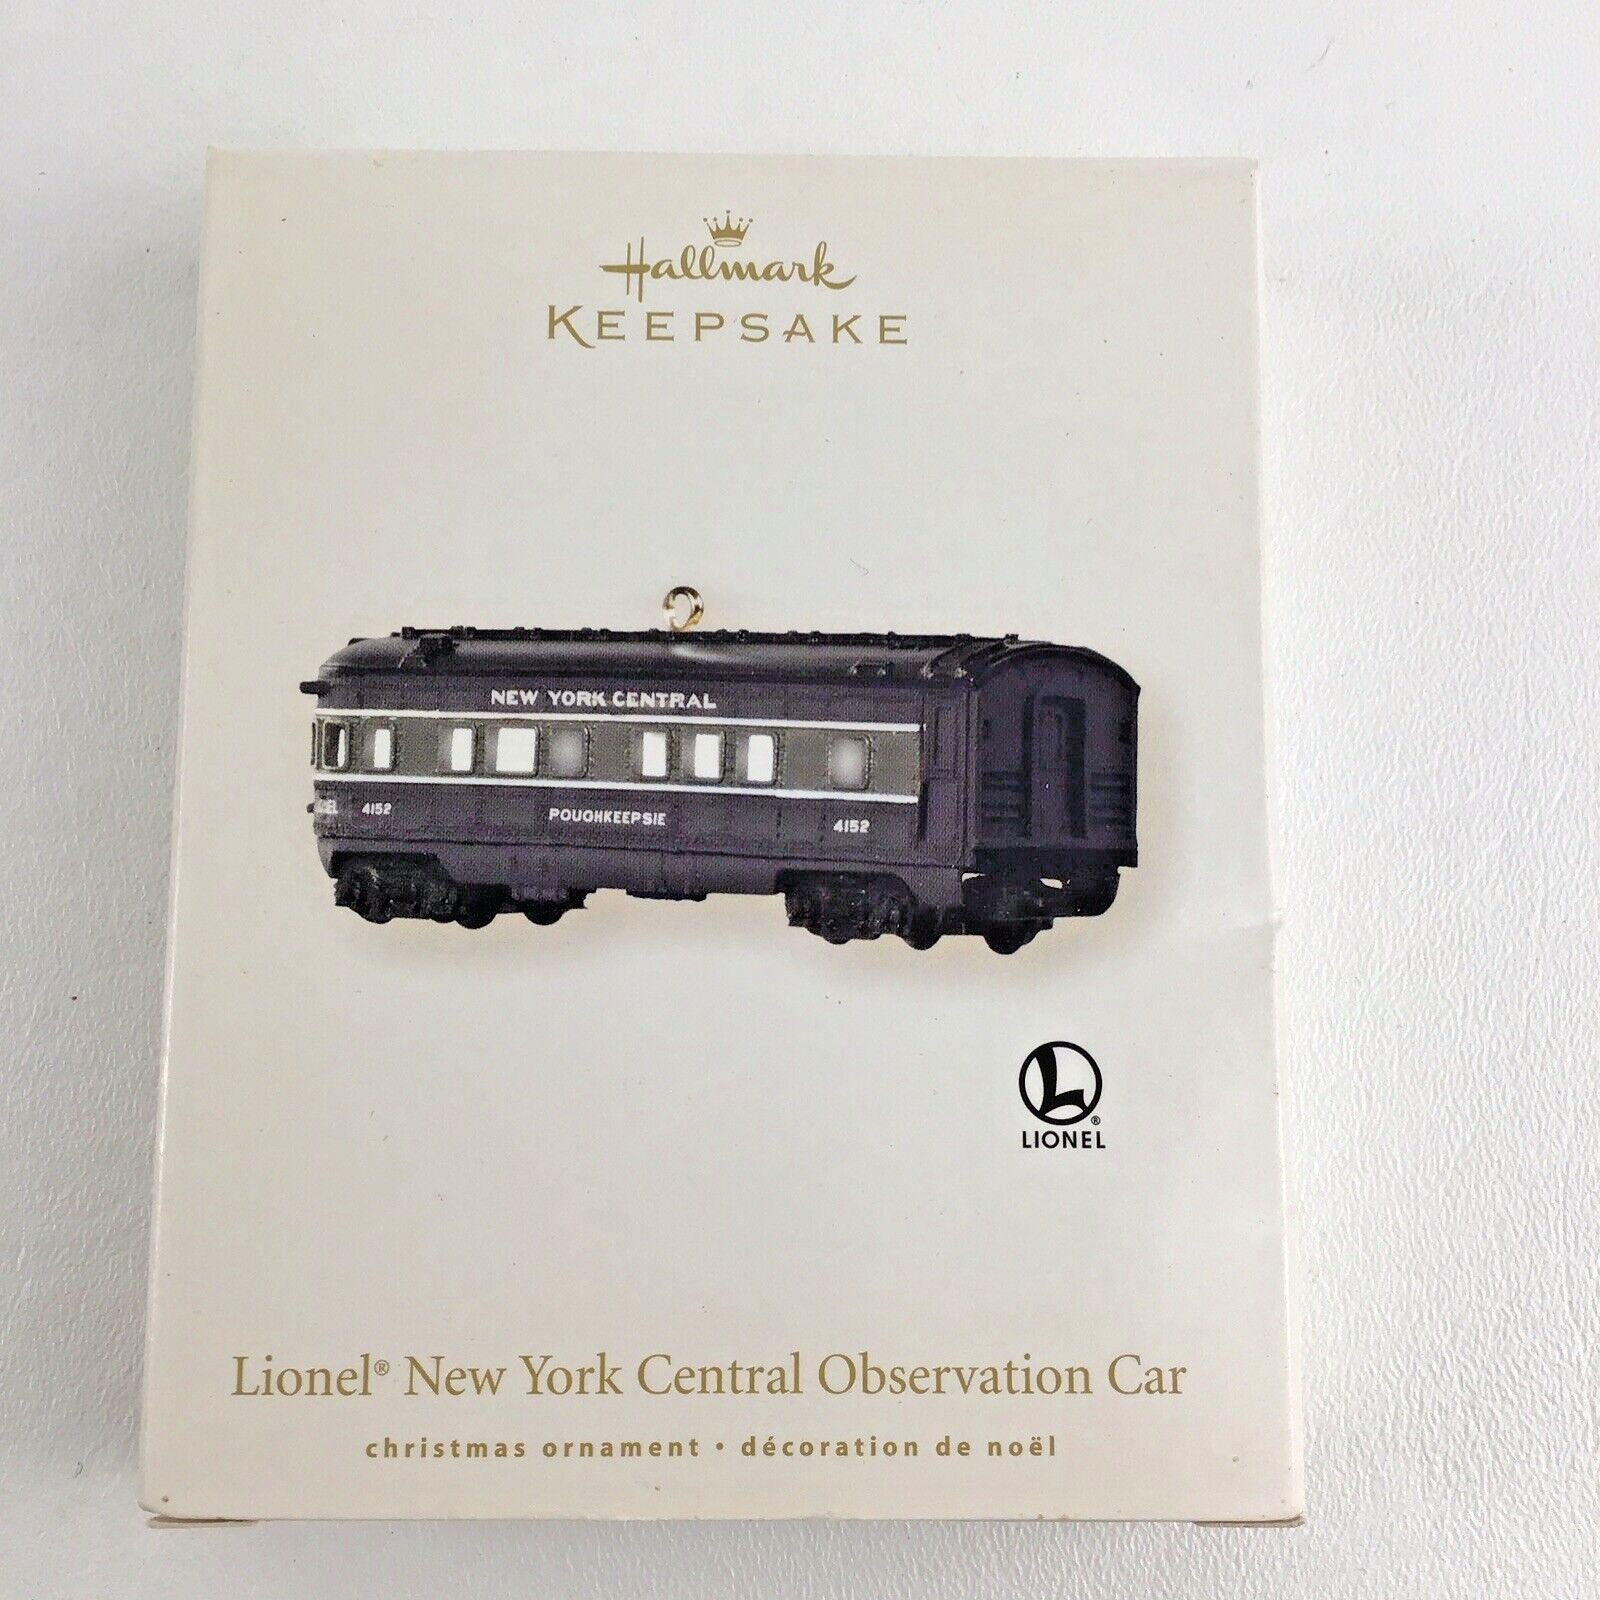 Hallmark
KEEPSAKE
NEW YORK CENTRAL
4152
POUGHKEEPSIE
4152
L®
LIONEL
Lionel® New York Central Observation Car
christmas ornament • décoration de noël